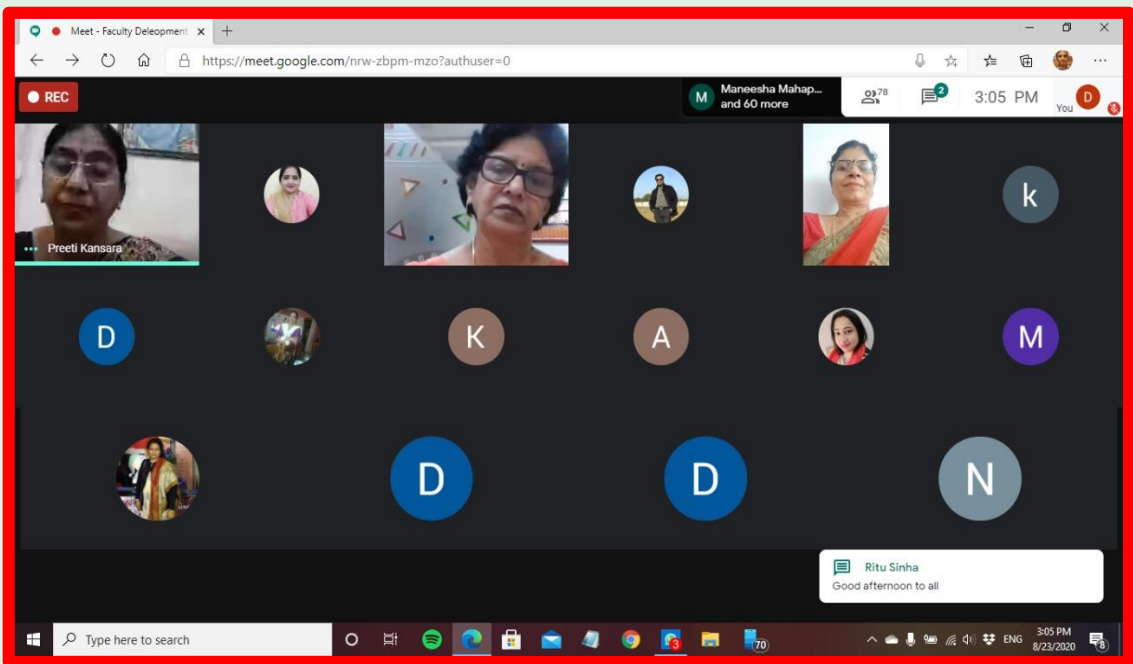 Meet - Faculty Deleopment
https://meet.google.com/nrw-zbpm-mzo?authuser=0
REC
M
Maneesha Mahap...
and 60 more
78
2
3:05 PM
You
D
Preeti Kansara
k
D
K
A
M
D
D
N
Ritu Sinha
Good afternoon to all
Type here to search
3
70
ENG
3:05 PM
8/23/2020
8